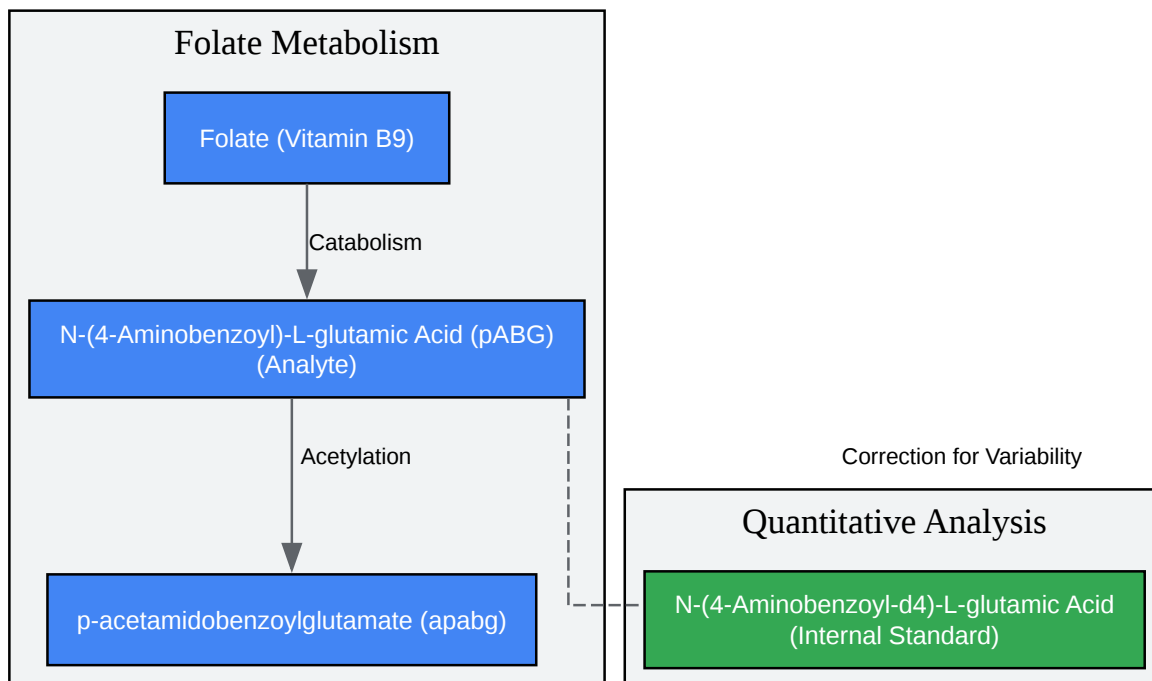 Folate Metabolism
Folate (Vitamin B9)
Catabolism
N-(4-Aminobenzoyl)-L-glutamic Acid (pABG)
(Analyte)
Acetylation
p-acetamidobenzoylglutamate (apabg)
Correction for Variability
Quantitative Analysis
N-(4-Aminobenzoyl-d4)-L-glutamic Acid
(Internal Standard)